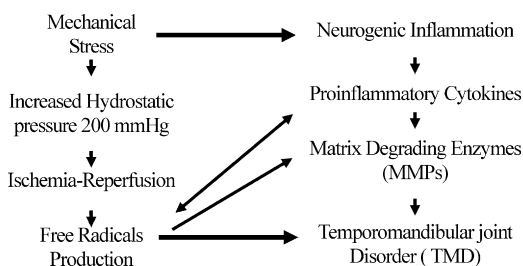 Mechanical
Stress
Neurogenic Inflammation
Increased Hydrostatic
pressure 200 mmHg
Proinflammatory Cytokines
Matrix Degrading Enzymes
(MMPs)
Ischemia-Reperfusion
Free Radicals
Production
Temporomandibular joint
Disorder ( TMD)